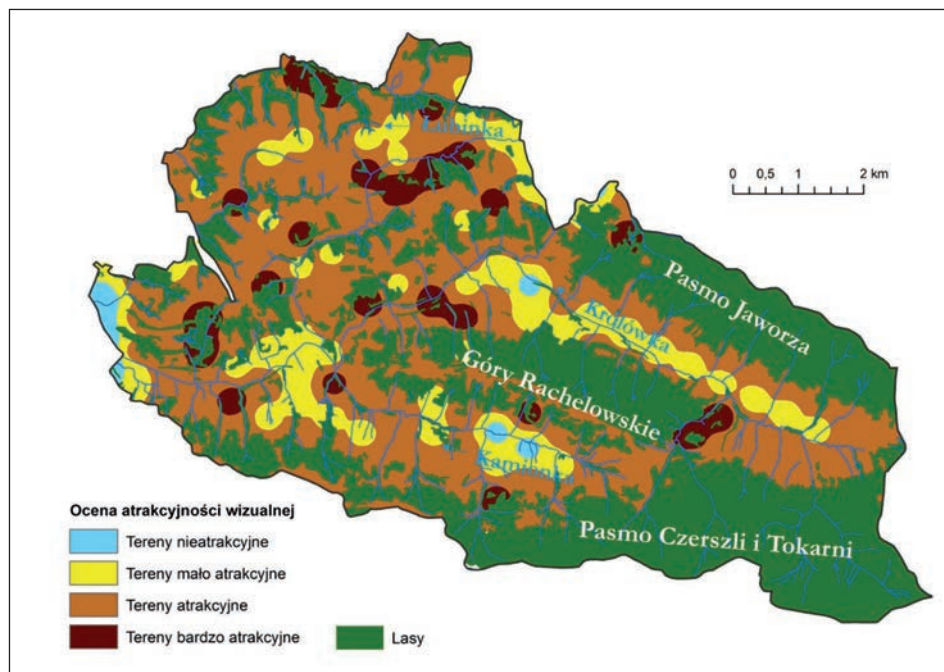 Łubinka
0 0,5 1 2 km
Pasmo Jaworza
Królówka
Góry Rachelowskie
Kamionka
Pasmo Czerszli i Tokarni
Ocena atrakcyjności wizualnej
Tereny nieatrakcyjne
Tereny mało atrakcyjne
Tereny atrakcyjne
Tereny bardzo atrakcyjne
Lasy